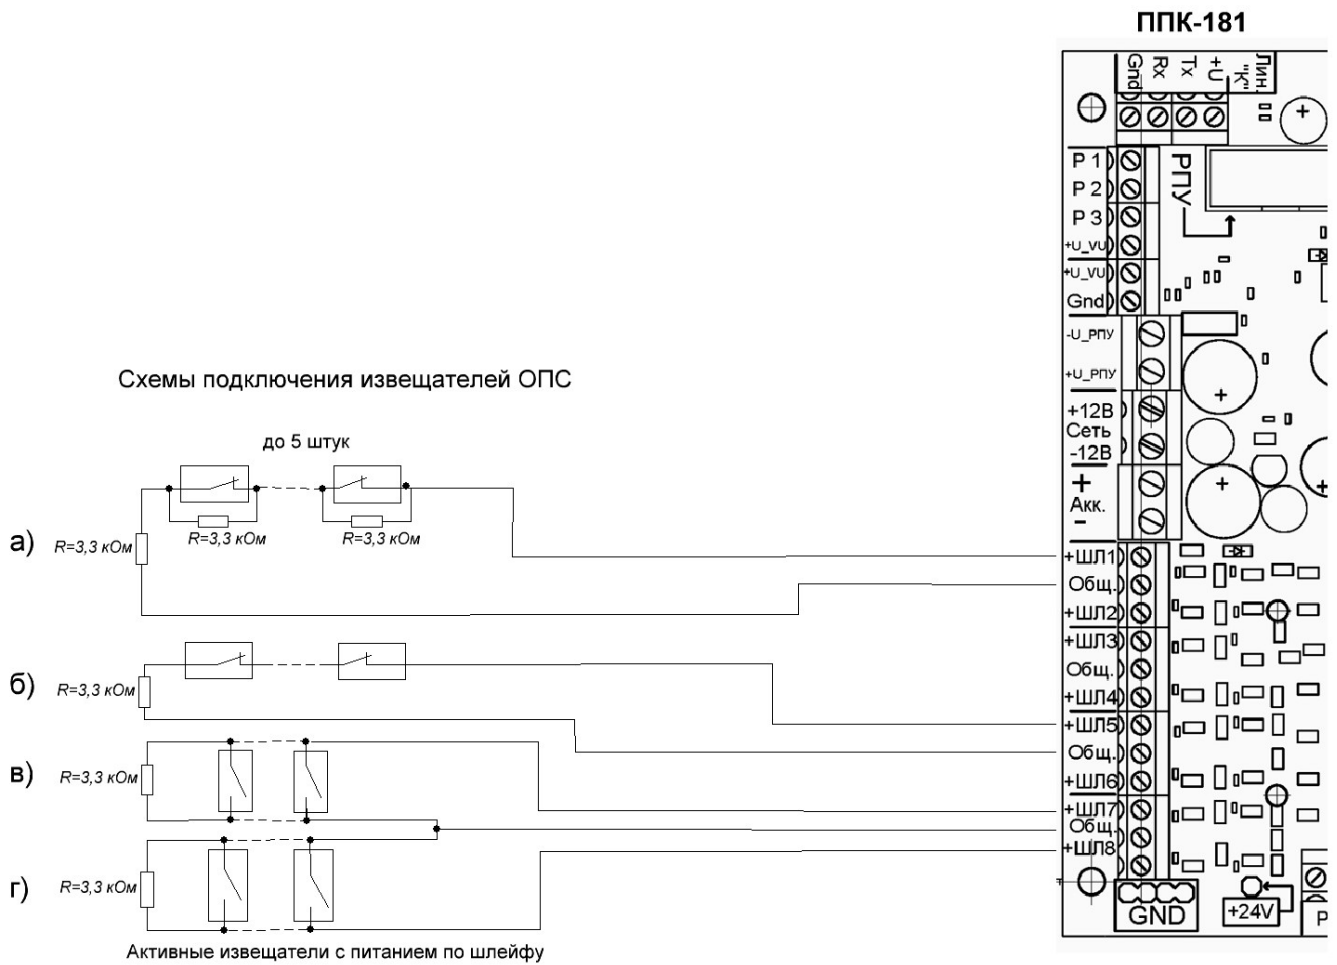 ППК-181
Gnd
Rx
Tx
+U
Лин.
"К"
Р 1
Р 2
Р 3
+U_VU
+U_VU
Gnd
РПУ
-U_РПУ
+U_РПУ
+12В
Сеть
-12В
+
Акк.
-
Схемы подключения извещателей ОПС
до 5 штук
а)
R=3,3 кОм
R=3,3 кОм
R=3,3 кОм
+ШЛ1
Общ.
+ШЛ2
б)
R=3,3 кОм
+ШЛ3
Общ.
+ШЛ4
+ШЛ5
Общ.
+ШЛ6
в)
R=3,3 кОм
+ШЛ7
Общ.
+ШЛ8
г)
R=3,3 кОм
GND
+24V
Р
Активные извещатели с питанием по шлейфу